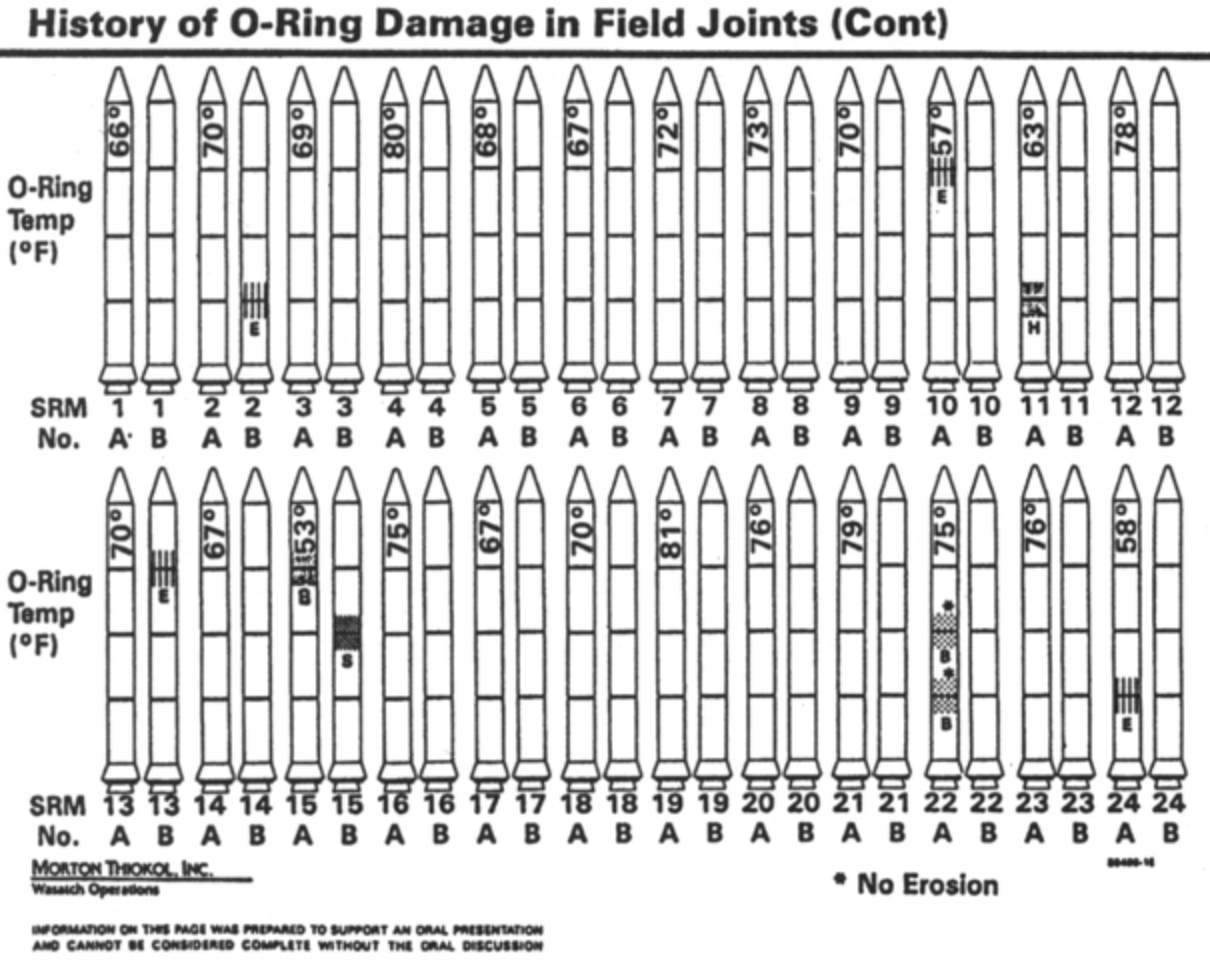 History of O-Ring Damage in Field Joints (Cont)
66° 70° 69° 80° 68° 67° 72° 73° 70° 57° 63° 78°
O-Ring
Temp
(°F)
E
E
H
SRM 1 1 2 2 3 3 4 4 5 5 6 6 7 7 8 8 9 9 10 10 11 11 12 12
No. A B A B A B A B A B A B A B A B A B A B A B A B
70° 67° 53° 75° 67° 70° 81° 76° 79° 75° 76° 58°
O-Ring
Temp
(°F)
E
B
*
S
B
*
B
E
SRM 13 13 14 14 15 15 16 16 17 17 18 18 19 19 20 20 21 21 22 22 23 23 24 24
No. A B A B A B A B A B A B A B A B A B A B A B A B
MORTON THIOKOL, INC.
Wasatch Operations
* No Erosion
INFORMATION ON THIS PAGE WAS PREPARED TO SUPPORT AN ORAL PRESENTATION
AND CANNOT BE CONSIDERED COMPLETE WITHOUT THE ORAL DISCUSSION